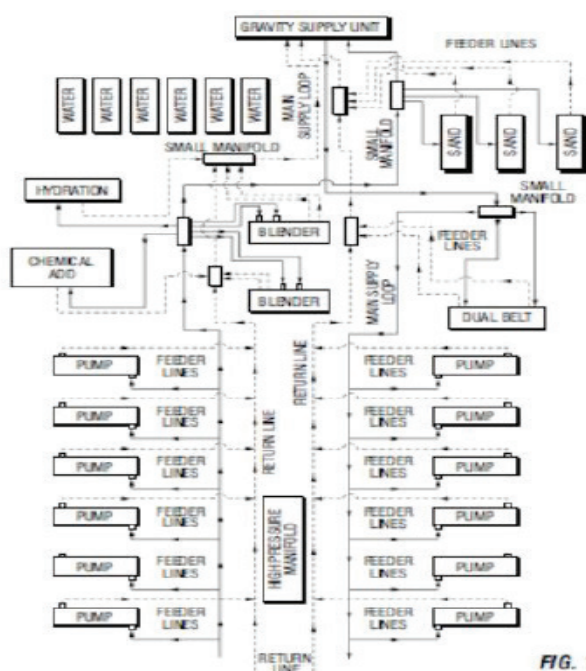 GRAVITY SUPPLY UNIT
FEEDER LINES
WATER
WATER
WATER
WATER
WATER
WATER
MAIN
SUPPLY LOOP
SMALL
MANIFOLD
SAND
SAND
SAND
SMALL MANIFOLD
HYDRATION
SMALL
MANIFOLD
BLENDER
FEEDER
LINES
CHEMICAL
ADD
BLENDER
MAIN SUPPLY
LOOP
DUAL BELT
PUMP
FEEDER
LINES
RETURN LINE
FEEDER
LINES
PUMP
PUMP
FEEDER
LINES
RETURN LINE
FEEDER
LINES
PUMP
PUMP
FEEDER
LINES
FEEDER
LINES
PUMP
PUMP
FEEDER
LINES
HIGH PRESSURE
MANIFOLD
FEEDER
LINES
PUMP
PUMP
FEEDER
LINES
FEEDER
LINES
PUMP
PUMP
FEEDER
LINES
FEEDER
LINES
PUMP
RETURN
LINE
FIG.